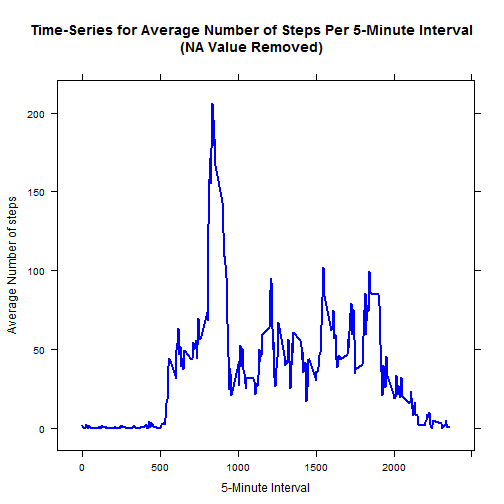 Time-Series for Average Number of Steps Per 5-Minute Interval
(NA Value Removed)
Average Number of steps
200
150
100
50
0
0
500
1000
1500
2000
5-Minute Interval